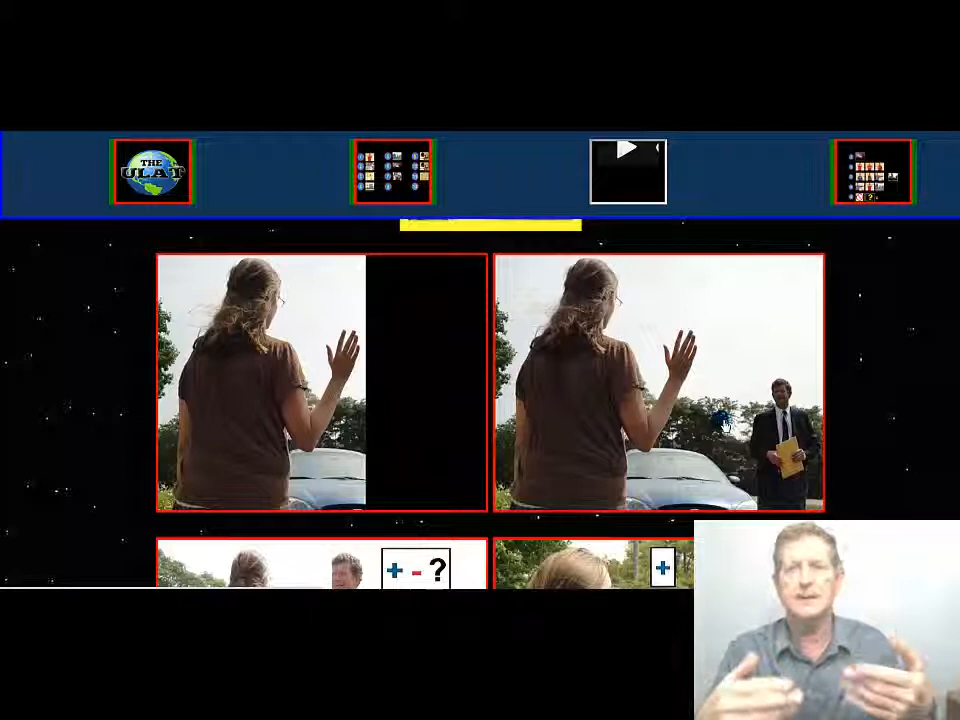 THE
ULAT
+ - ?
+